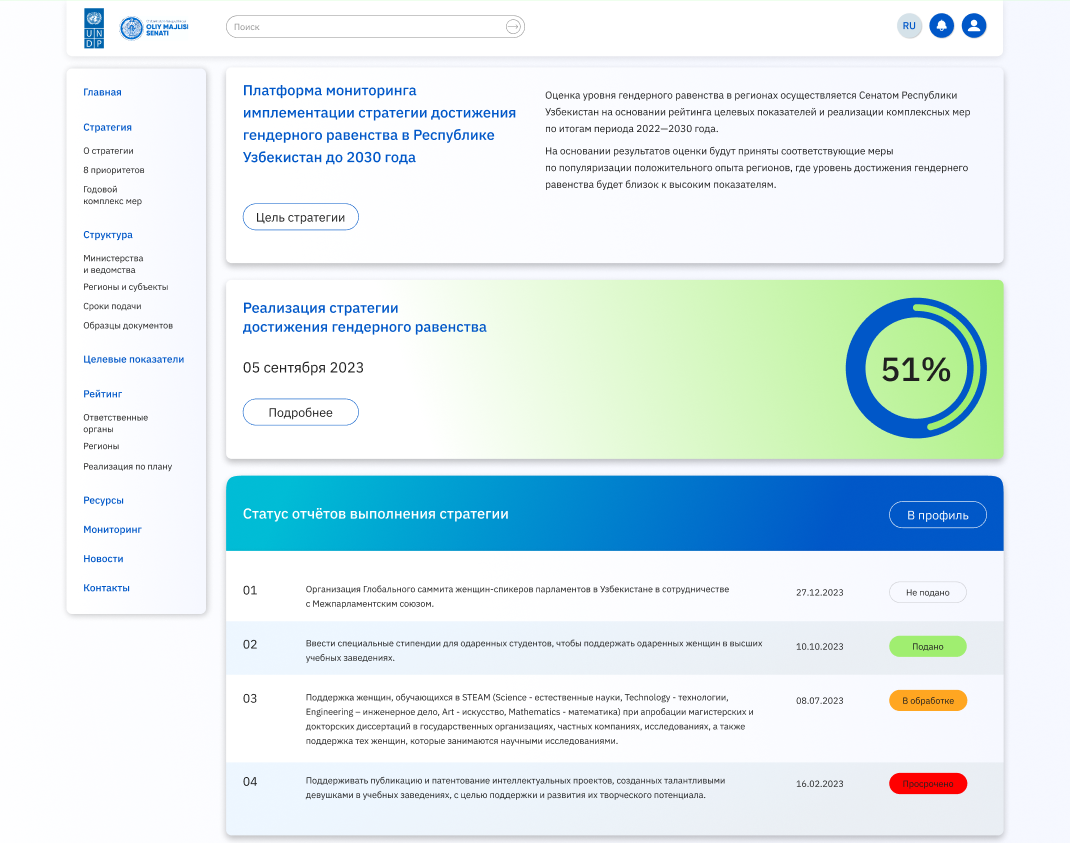 U N
D P
OLIY MAJLISI
SENATI
Поиск
RU
Главная
Стратегия
О стратегии
8 приоритетов
Годовой
комплекс мер
Структура
Министерства
и ведомства
Регионы и субъекты
Сроки подачи
Образцы документов
Целевые показатели
Рейтинг
Ответственные
органы
Регионы
Реализация по плану
Ресурсы
Мониторинг
Новости
Контакты
Платформа мониторинга
имплементации стратегии достижения
гендерного равенства в Республике
Узбекистан до 2030 года
Цель стратегии
Оценка уровня гендерного равенства в регионах осуществляется Сенатом Республики
Узбекистан на основании рейтинга целевых показателей и реализации комплексных мер
по итогам периода 2022—2030 года.
На основании результатов оценки будут приняты соответствующие меры
по популяризации положительного опыта регионов, где уровень достижения гендерного
равенства будет близок к высоким показателям.
Реализация стратегии
достижения гендерного равенства
05 сентября 2023
Подробнее
51%
Статус отчётов выполнения стратегии
В профиль
01
Организация Глобального саммита женщин-спикеров парламентов в Узбекистане в сотрудничестве
с Межпарламентским союзом.
27.12.2023
Не подано
02
Ввести специальные стипендии для одаренных студентов, чтобы поддержать одаренных женщин в высших
учебных заведениях.
10.10.2023
Подано
03
Поддержка женщин, обучающихся в STEAM (Science - естественные науки, Technology - технологии,
Engineering – инженерное дело, Art - искусство, Mathematics - математика) при апробации магистерских и
докторских диссертаций в государственных организациях, частных компаниях, исследованиях, а также
поддержка тех женщин, которые занимаются научными исследованиями.
08.07.2023
В обработке
04
Поддерживать публикацию и патентование интеллектуальных проектов, созданных талантливыми
девушками в учебных заведениях, с целью поддержки и развития их творческого потенциала.
16.02.2023
Просрочено